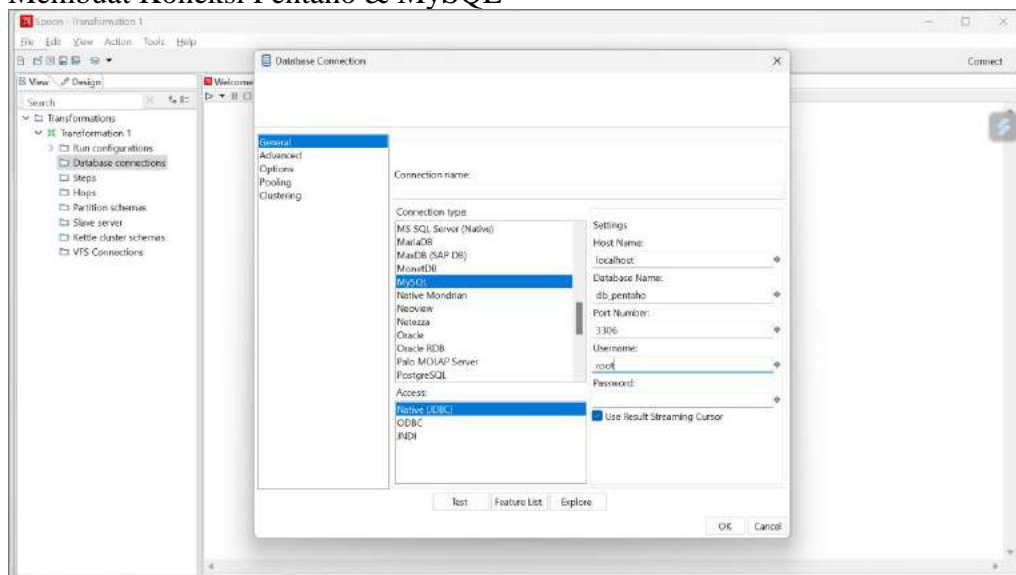 Membuat Koneksi Pentaho & MySQL
Spoon - Transformation 1
File Edit View Action Tools Help
Connect
View Design
Welcome
Search
Transformations
Transformation 1
Run configurations
Database connections
Steps
Hops
Partition schemas
Slave server
Kettle cluster schemas
VFS Connections
Database Connection
General
Advanced
Options
Pooling
Clustering
Connection name:
Connection type:
MS SQL Server (Native)
MariaDB
MaxDB (SAP DB)
MonetDB
MySQL
Native Mondrian
Neoview
Netezza
Oracle
Oracle RDB
Palo MOLAP Server
PostgreSQL
Access:
Native (JDBC)
ODBC
JNDI
Settings
Host Name:
localhost
Database Name:
db_pentaho
Port Number:
3306
Username:
root
Password:
Use Result Streaming Cursor
Test Feature List Explore
OK Cancel